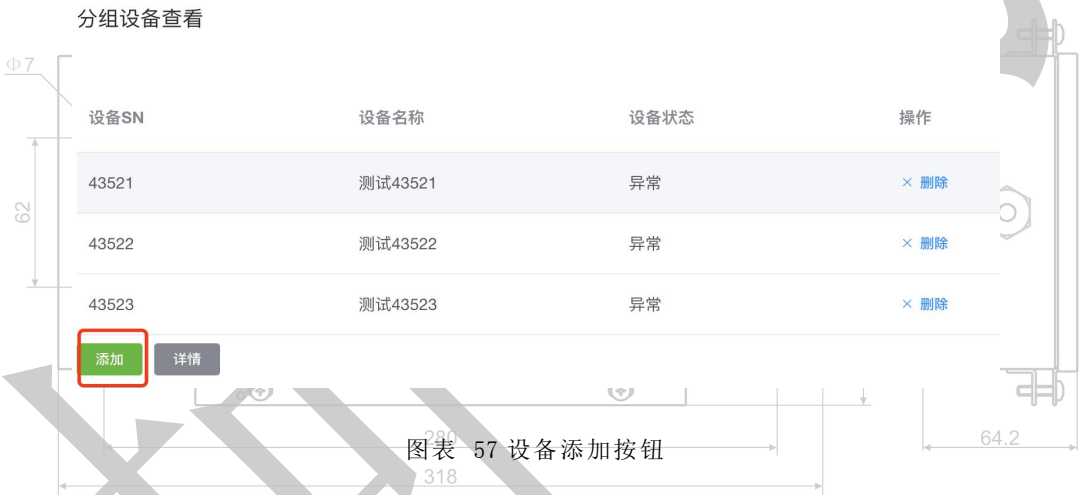 分组设备查看
Φ7
设备SN 设备名称 设备状态 操作
43521 测试43521 异常 × 删除
62
43522 测试43522 异常 × 删除
43523 测试43523 异常 × 删除
添加 详情
280
图表 57 设备添加按钮
64.2
318